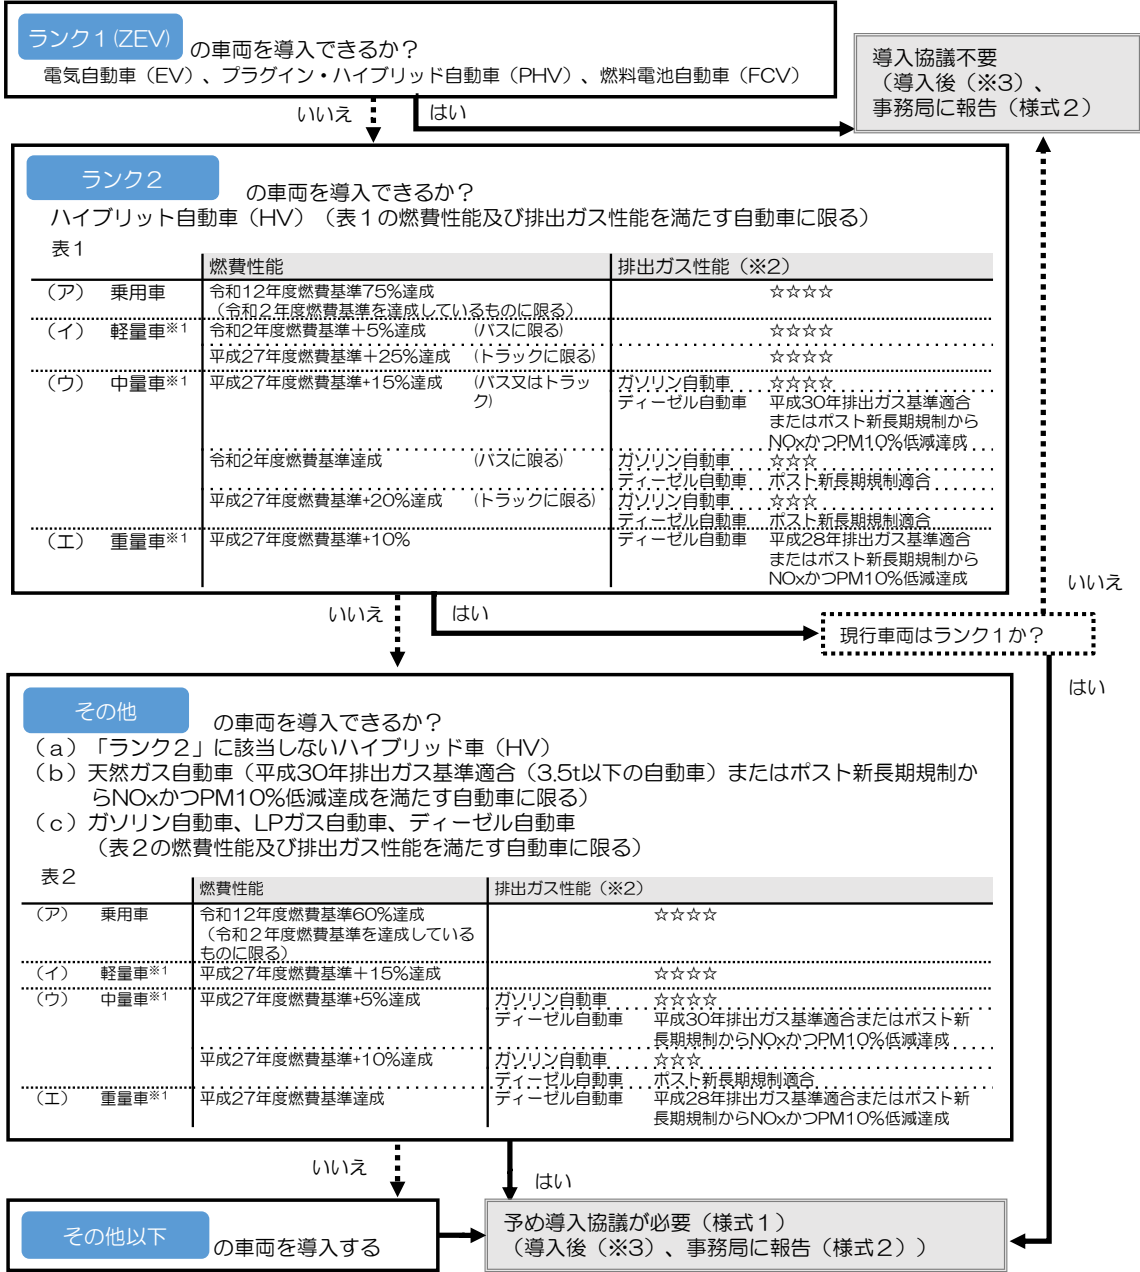 ランク１(ZEV) の車両を導入できるか？
電気自動車（EV）、プラグイン・ハイブリッド自動車（PHV）、燃料電池自動車（FCV）
導入協議不要
（導入後（※3）、
事務局に報告（様式２）
いいえ
はい
ランク２ の車両を導入できるか？
ハイブリット自動車（HV）（表１の燃費性能及び排出ガス性能を満たす自動車に限る）
表１
燃費性能 排出ガス性能（※2）
（ア） 乗用車 令和12年度燃費基準75%達成 ☆☆☆☆
（令和２年度燃費基準を達成しているものに限る）
（イ） 軽量車※1 令和2年度燃費基準＋5%達成 (バスに限る) ☆☆☆☆
平成27年度燃費基準＋25%達成 (トラックに限る) ☆☆☆☆
（ウ） 中量車※1 平成27年度燃費基準+15%達成 (バス又はトラッ ガソリン自動車 ☆☆☆☆
ク) ディーゼル自動車 平成30年排出ガス基準適合
またはポスト新長期規制から
NOxかつPM10%低減達成
令和2年度燃費基準達成 (バスに限る) ガソリン自動車 ☆☆☆
ディーゼル自動車 ポスト新長期規制適合
平成27年度燃費基準+20%達成 (トラックに限る) ガソリン自動車 ☆☆☆
ディーゼル自動車 ポスト新長期規制適合
（エ） 重量車※1 平成27年度燃費基準+10% ディーゼル自動車 平成28年排出ガス基準適合
またはポスト新長期規制から
NOxかつPM10%低減達成
いいえ
いいえ
はい
現行車両はランク１か？
はい
その他 の車両を導入できるか？
（a）「ランク２」に該当しないハイブリッド車（HV）
（b）天然ガス自動車（平成30年排出ガス基準適合（3.5t以下の自動車）またはポスト新長期規制か
らNOxかつPM10%低減達成を満たす自動車に限る）
（c）ガソリン自動車、LPガス自動車、ディーゼル自動車
（表２の燃費性能及び排出ガス性能を満たす自動車に限る）
表２
燃費性能 排出ガス性能（※2）
（ア） 乗用車 令和12年度燃費基準60%達成 ☆☆☆☆
（令和２年度燃費基準を達成している
ものに限る）
（イ） 軽量車※1 平成27年度燃費基準＋15%達成 ☆☆☆☆
（ウ） 中量車※1 平成27年度燃費基準+5%達成 ガソリン自動車 ☆☆☆☆
ディーゼル自動車 平成30年排出ガス基準適合またはポスト新
長期規制からNOxかつPM10%低減達成
平成27年度燃費基準+10%達成 ガソリン自動車 ☆☆☆
ディーゼル自動車 ポスト新長期規制適合
（エ） 重量車※1 平成27年度燃費基準達成 ディーゼル自動車 平成28年排出ガス基準適合またはポスト新
長期規制からNOxかつPM10%低減達成
いいえ
はい
その他以下 の車両を導入する
予め導入協議が必要（様式１）
（導入後（※3）、事務局に報告（様式２））